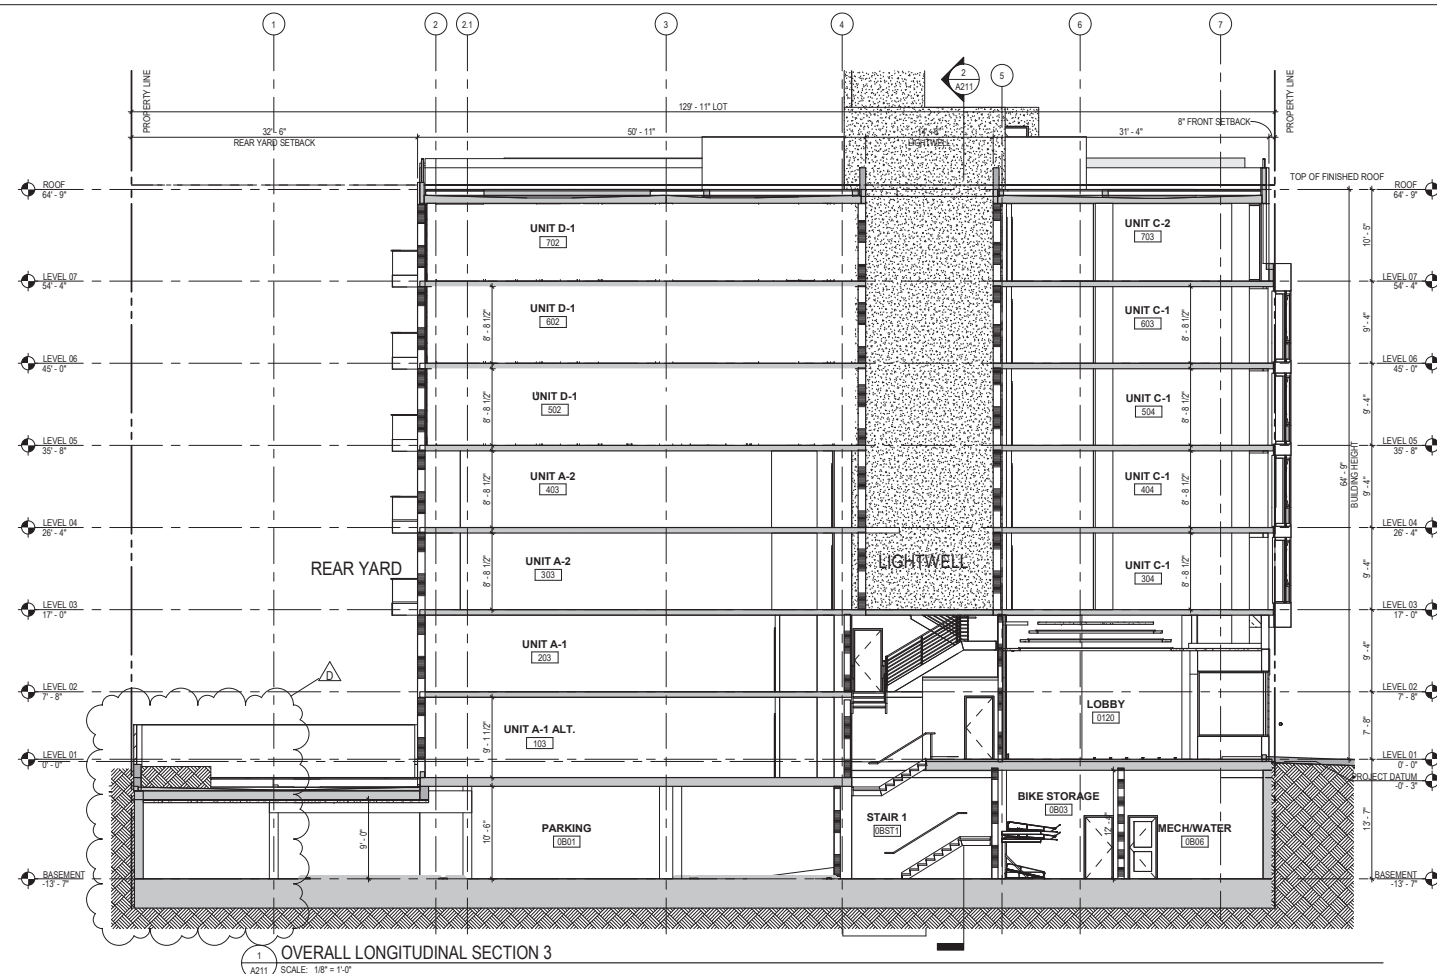 1
2
2.1
3
4
2
A211
5
6
7
PROPERTY LINE
PROPERTY LINE
129' - 11" LOT
32' - 6"
REAR YARD SETBACK
50' - 11"
LIGHTWELL
31' - 4"
8" FRONT SETBACK
ROOF
64' - 9"
TOP OF FINISHED ROOF
ROOF
64' - 9"
UNIT D-1
702
UNIT C-2
703
10' - 5"
LEVEL 07
54' - 4"
LEVEL 07
54' - 4"
UNIT D-1
602
8' - 8 1/2"
UNIT C-1
603
8' - 8 1/2"
9' - 4"
LEVEL 06
45' - 0"
LEVEL 06
45' - 0"
UNIT D-1
502
8' - 8 1/2"
UNIT C-1
504
8' - 8 1/2"
9' - 4"
LEVEL 05
35' - 8"
LEVEL 05
35' - 8"
UNIT A-2
403
8' - 8 1/2"
UNIT C-1
404
8' - 8 1/2"
64' - 9"
BUILDING HEIGHT
9' - 4"
LEVEL 04
26' - 4"
LEVEL 04
26' - 4"
REAR YARD
UNIT A-2
303
8' - 8 1/2"
LIGHTWELL
UNIT C-1
304
8' - 8 1/2"
9' - 4"
LEVEL 03
17' - 0"
LEVEL 03
17' - 0"
UNIT A-1
203
9' - 4"
D
LEVEL 02
7' - 8"
LEVEL 02
7' - 8"
UNIT A-1 ALT.
103
9' - 1 1/2"
LOBBY
0120
7' - 8"
LEVEL 01
0' - 0"
LEVEL 01
0' - 0"
PROJECT DATUM
-0' - 3"
9' - 0"
10' - 6"
PARKING
0B01
STAIR 1
0BST1
BIKE STORAGE
0B03
MECH/WATER
0B06
13' - 7"
BASEMENT
-13' - 7"
BASEMENT
-13' - 7"
1
A211
OVERALL LONGITUDINAL SECTION 3
SCALE: 1/8" = 1'-0"